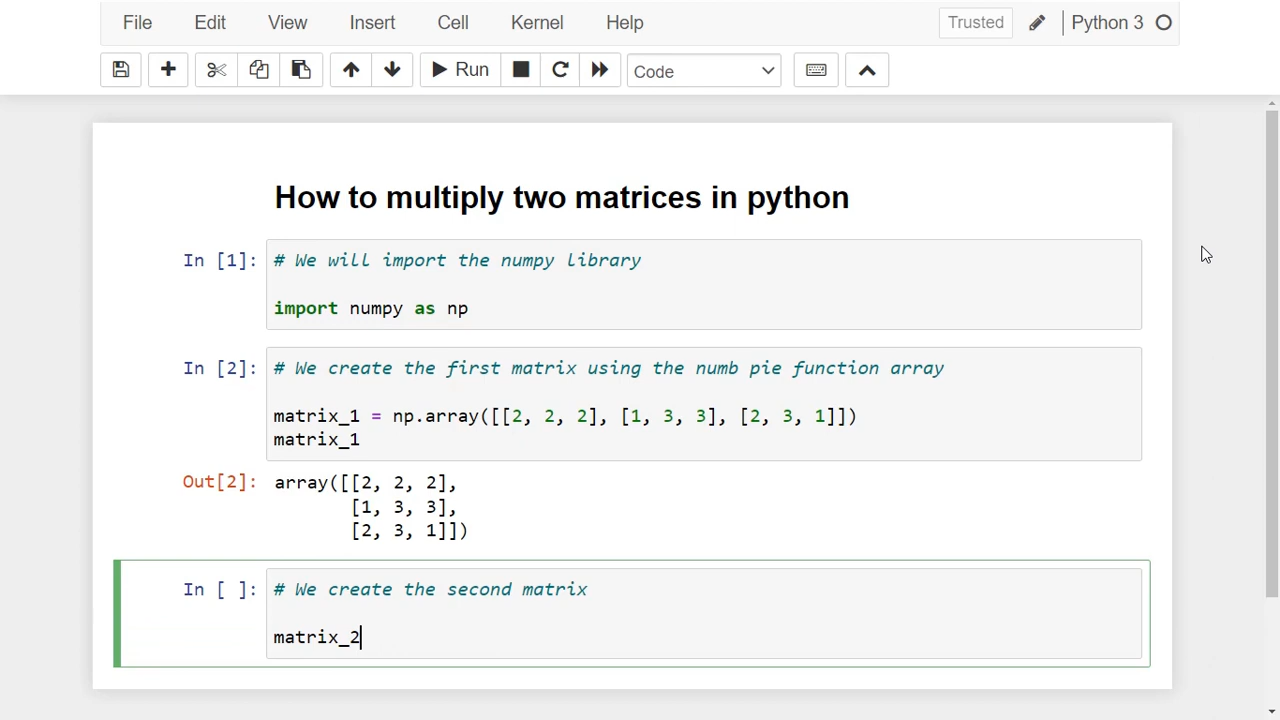 File Edit View Insert Cell Kernel Help Trusted Python 3
Run Code
How to multiply two matrices in python
In [1]: # We will import the numpy library
import numpy as np
In [2]: # We create the first matrix using the numb pie function array
matrix_1 = np.array([[2, 2, 2], [1, 3, 3], [2, 3, 1]])
matrix_1
Out[2]: array([[2, 2, 2],
[1, 3, 3],
[2, 3, 1]])
In [ ]: # We create the second matrix
matrix_2